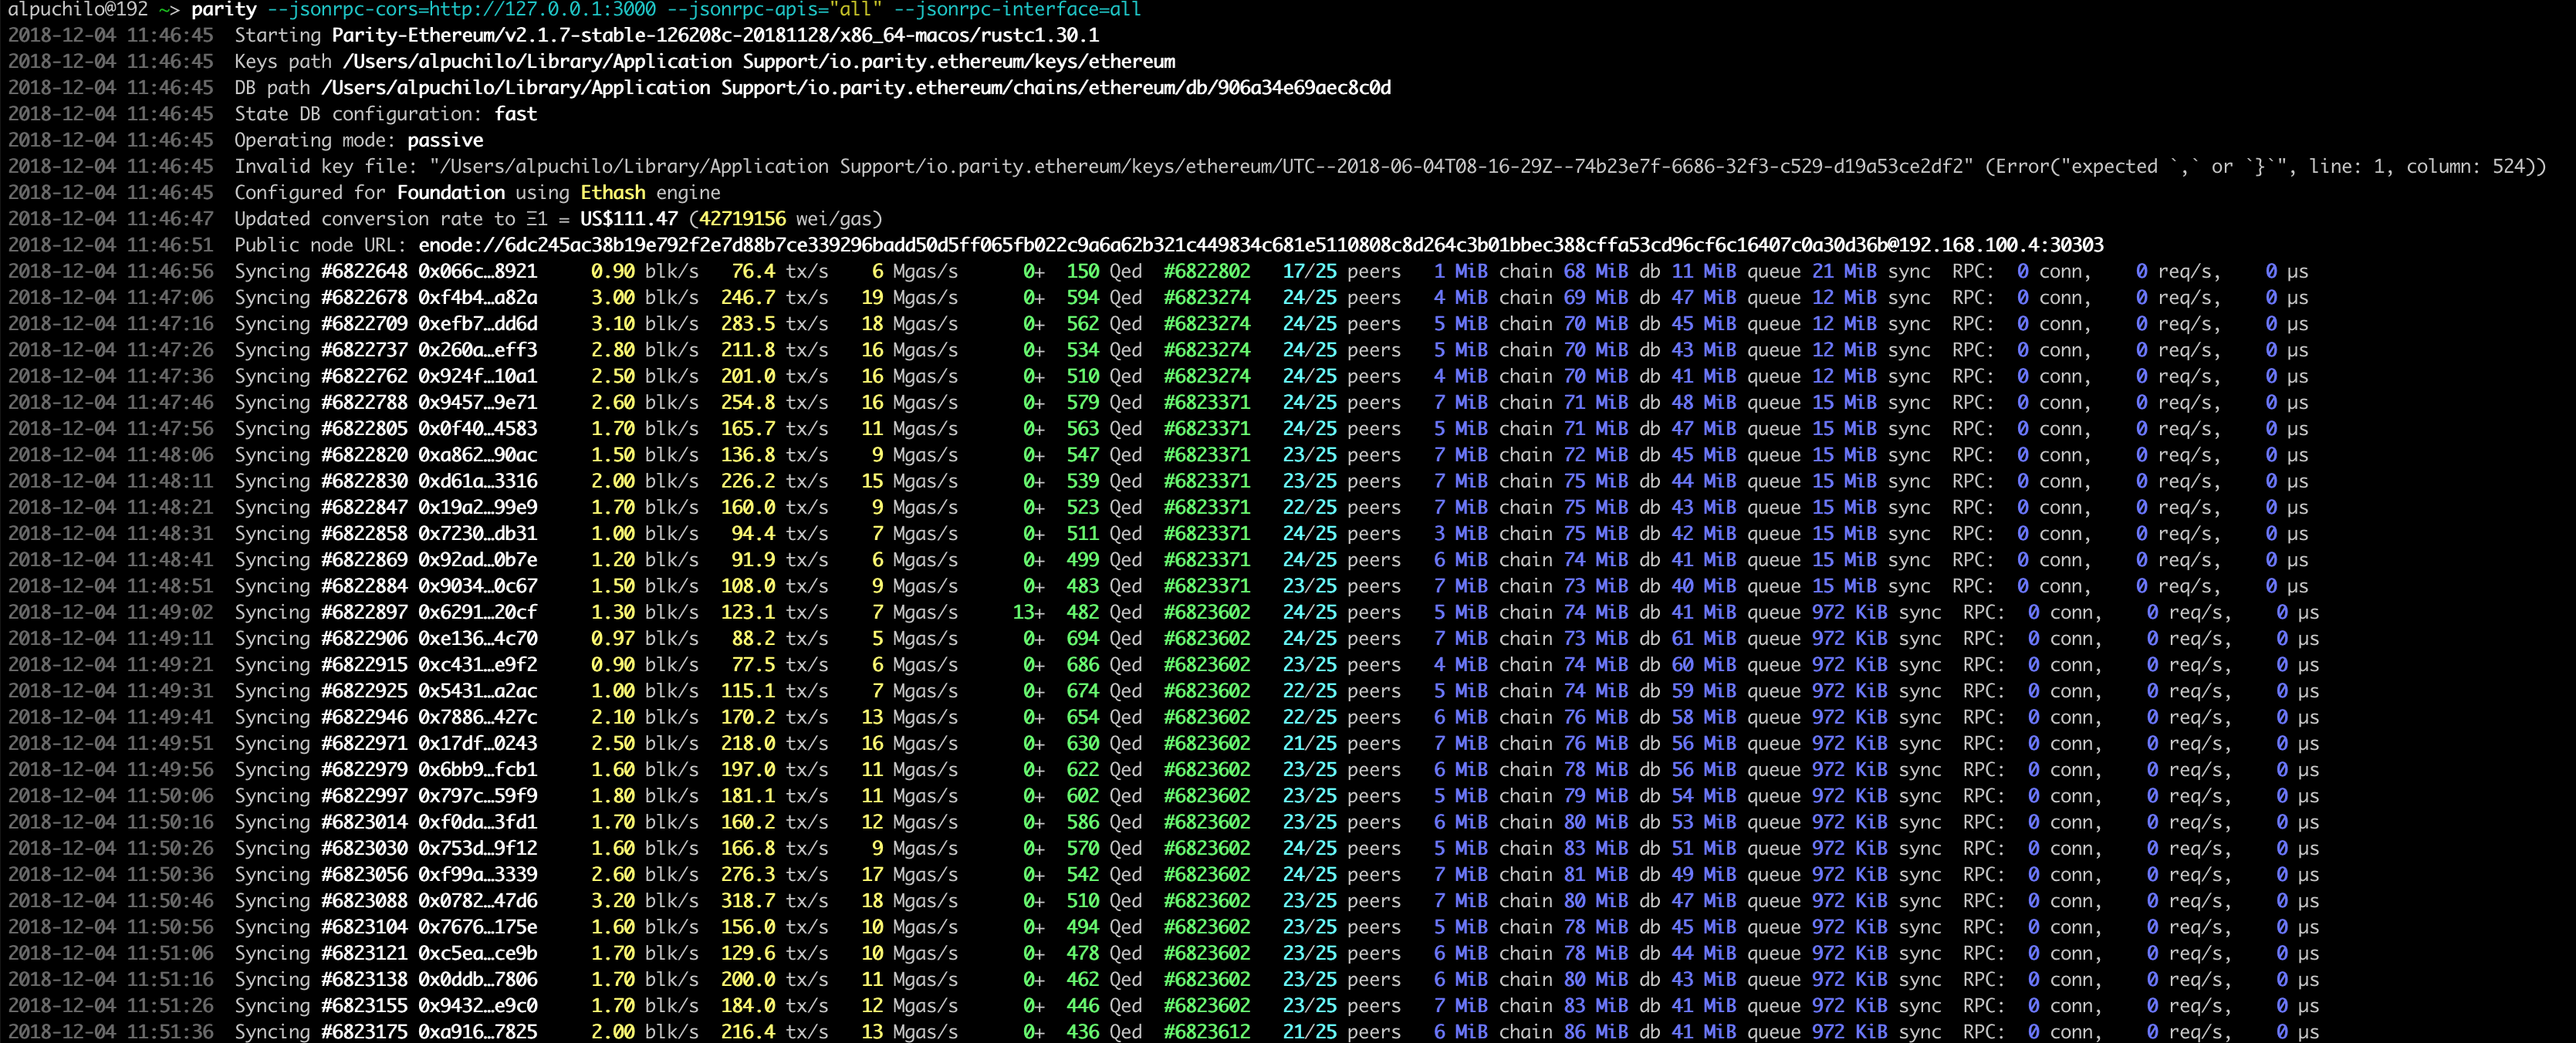 alpuchilo@192 ~> parity --jsonrpc-cors=http://127.0.0.1:3000 --jsonrpc-apis="all" --jsonrpc-interface=all
2018-12-04 11:46:45 Starting Parity-Ethereum/v2.1.7-stable-126208c-20181128/x86_64-macos/rustc1.30.1
2018-12-04 11:46:45 Keys path /Users/alpuchilo/Library/Application Support/io.parity.ethereum/keys/ethereum
2018-12-04 11:46:45 DB path /Users/alpuchilo/Library/Application Support/io.parity.ethereum/chains/ethereum/db/906a34e69aec8c0d
2018-12-04 11:46:45 State DB configuration: fast
2018-12-04 11:46:45 Operating mode: passive
2018-12-04 11:46:45 Invalid key file: "/Users/alpuchilo/Library/Application Support/io.parity.ethereum/keys/ethereum/UTC--2018-06-04T08-16-29Z--74b23e7f-6686-32f3-c529-d19a53ce2df2" (Error("expected `,` or `}`", line: 1, column: 524))
2018-12-04 11:46:45 Configured for Foundation using Ethash engine
2018-12-04 11:46:47 Updated conversion rate to Ξ1 = US$111.47 (42719156 wei/gas)
2018-12-04 11:46:51 Public node URL: enode://6dc245ac38b19e792f2e7d88b7ce339296badd50d5ff065fb022c9a6a62b321c449834c681e5110808c8d264c3b01bbec388cffa53cd96cf6c16407c0a30d36b@192.168.100.4:30303
2018-12-04 11:46:56 Syncing #6822648 0x066c…8921 0.90 blk/s 76.4 tx/s 6 Mgas/s 0+ 150 Qed #6822802 17/25 peers 1 MiB chain 68 MiB db 11 MiB queue 21 MiB sync RPC: 0 conn, 0 req/s, 0 µs
2018-12-04 11:47:06 Syncing #6822678 0xf4b4…a82a 3.00 blk/s 246.7 tx/s 19 Mgas/s 0+ 594 Qed #6823274 24/25 peers 4 MiB chain 69 MiB db 47 MiB queue 12 MiB sync RPC: 0 conn, 0 req/s, 0 µs
2018-12-04 11:47:16 Syncing #6822709 0xefb7…dd6d 3.10 blk/s 283.5 tx/s 18 Mgas/s 0+ 562 Qed #6823274 24/25 peers 5 MiB chain 70 MiB db 45 MiB queue 12 MiB sync RPC: 0 conn, 0 req/s, 0 µs
2018-12-04 11:47:26 Syncing #6822737 0x260a…eff3 2.80 blk/s 211.8 tx/s 16 Mgas/s 0+ 534 Qed #6823274 24/25 peers 5 MiB chain 70 MiB db 43 MiB queue 12 MiB sync RPC: 0 conn, 0 req/s, 0 µs
2018-12-04 11:47:36 Syncing #6822762 0x924f…10a1 2.50 blk/s 201.0 tx/s 16 Mgas/s 0+ 510 Qed #6823274 24/25 peers 4 MiB chain 70 MiB db 41 MiB queue 12 MiB sync RPC: 0 conn, 0 req/s, 0 µs
2018-12-04 11:47:46 Syncing #6822788 0x9457…9e71 2.60 blk/s 254.8 tx/s 16 Mgas/s 0+ 579 Qed #6823371 24/25 peers 7 MiB chain 71 MiB db 48 MiB queue 15 MiB sync RPC: 0 conn, 0 req/s, 0 µs
2018-12-04 11:47:56 Syncing #6822805 0x0f40…4583 1.70 blk/s 165.7 tx/s 11 Mgas/s 0+ 563 Qed #6823371 24/25 peers 5 MiB chain 71 MiB db 47 MiB queue 15 MiB sync RPC: 0 conn, 0 req/s, 0 µs
2018-12-04 11:48:06 Syncing #6822820 0xa862…90ac 1.50 blk/s 136.8 tx/s 9 Mgas/s 0+ 547 Qed #6823371 23/25 peers 7 MiB chain 72 MiB db 45 MiB queue 15 MiB sync RPC: 0 conn, 0 req/s, 0 µs
2018-12-04 11:48:11 Syncing #6822830 0xd61a…3316 2.00 blk/s 226.2 tx/s 15 Mgas/s 0+ 539 Qed #6823371 23/25 peers 7 MiB chain 75 MiB db 44 MiB queue 15 MiB sync RPC: 0 conn, 0 req/s, 0 µs
2018-12-04 11:48:21 Syncing #6822847 0x19a2…99e9 1.70 blk/s 160.0 tx/s 9 Mgas/s 0+ 523 Qed #6823371 22/25 peers 7 MiB chain 75 MiB db 43 MiB queue 15 MiB sync RPC: 0 conn, 0 req/s, 0 µs
2018-12-04 11:48:31 Syncing #6822858 0x7230…db31 1.00 blk/s 94.4 tx/s 7 Mgas/s 0+ 511 Qed #6823371 24/25 peers 3 MiB chain 75 MiB db 42 MiB queue 15 MiB sync RPC: 0 conn, 0 req/s, 0 µs
2018-12-04 11:48:41 Syncing #6822869 0x92ad…0b7e 1.20 blk/s 91.9 tx/s 6 Mgas/s 0+ 499 Qed #6823371 24/25 peers 6 MiB chain 74 MiB db 41 MiB queue 15 MiB sync RPC: 0 conn, 0 req/s, 0 µs
2018-12-04 11:48:51 Syncing #6822884 0x9034…0c67 1.50 blk/s 108.0 tx/s 9 Mgas/s 0+ 483 Qed #6823371 23/25 peers 7 MiB chain 73 MiB db 40 MiB queue 15 MiB sync RPC: 0 conn, 0 req/s, 0 µs
2018-12-04 11:49:02 Syncing #6822897 0x6291…20cf 1.30 blk/s 123.1 tx/s 7 Mgas/s 13+ 482 Qed #6823602 24/25 peers 5 MiB chain 74 MiB db 41 MiB queue 972 KiB sync RPC: 0 conn, 0 req/s, 0 µs
2018-12-04 11:49:11 Syncing #6822906 0xe136…4c70 0.97 blk/s 88.2 tx/s 5 Mgas/s 0+ 694 Qed #6823602 24/25 peers 7 MiB chain 73 MiB db 61 MiB queue 972 KiB sync RPC: 0 conn, 0 req/s, 0 µs
2018-12-04 11:49:21 Syncing #6822915 0xc431…e9f2 0.90 blk/s 77.5 tx/s 6 Mgas/s 0+ 686 Qed #6823602 23/25 peers 4 MiB chain 74 MiB db 60 MiB queue 972 KiB sync RPC: 0 conn, 0 req/s, 0 µs
2018-12-04 11:49:31 Syncing #6822925 0x5431…a2ac 1.00 blk/s 115.1 tx/s 7 Mgas/s 0+ 674 Qed #6823602 22/25 peers 5 MiB chain 74 MiB db 59 MiB queue 972 KiB sync RPC: 0 conn, 0 req/s, 0 µs
2018-12-04 11:49:41 Syncing #6822946 0x7886…427c 2.10 blk/s 170.2 tx/s 13 Mgas/s 0+ 654 Qed #6823602 22/25 peers 6 MiB chain 76 MiB db 58 MiB queue 972 KiB sync RPC: 0 conn, 0 req/s, 0 µs
2018-12-04 11:49:51 Syncing #6822971 0x17df…0243 2.50 blk/s 218.0 tx/s 16 Mgas/s 0+ 630 Qed #6823602 21/25 peers 7 MiB chain 76 MiB db 56 MiB queue 972 KiB sync RPC: 0 conn, 0 req/s, 0 µs
2018-12-04 11:49:56 Syncing #6822979 0x6bb9…fcb1 1.60 blk/s 197.0 tx/s 11 Mgas/s 0+ 622 Qed #6823602 23/25 peers 6 MiB chain 78 MiB db 56 MiB queue 972 KiB sync RPC: 0 conn, 0 req/s, 0 µs
2018-12-04 11:50:06 Syncing #6822997 0x797c…59f9 1.80 blk/s 181.1 tx/s 11 Mgas/s 0+ 602 Qed #6823602 23/25 peers 5 MiB chain 79 MiB db 54 MiB queue 972 KiB sync RPC: 0 conn, 0 req/s, 0 µs
2018-12-04 11:50:16 Syncing #6823014 0xf0da…3fd1 1.70 blk/s 160.2 tx/s 12 Mgas/s 0+ 586 Qed #6823602 23/25 peers 6 MiB chain 80 MiB db 53 MiB queue 972 KiB sync RPC: 0 conn, 0 req/s, 0 µs
2018-12-04 11:50:26 Syncing #6823030 0x753d…9f12 1.60 blk/s 166.8 tx/s 9 Mgas/s 0+ 570 Qed #6823602 24/25 peers 5 MiB chain 83 MiB db 51 MiB queue 972 KiB sync RPC: 0 conn, 0 req/s, 0 µs
2018-12-04 11:50:36 Syncing #6823056 0xf99a…3339 2.60 blk/s 276.3 tx/s 17 Mgas/s 0+ 542 Qed #6823602 24/25 peers 7 MiB chain 81 MiB db 49 MiB queue 972 KiB sync RPC: 0 conn, 0 req/s, 0 µs
2018-12-04 11:50:46 Syncing #6823088 0x0782…47d6 3.20 blk/s 318.7 tx/s 18 Mgas/s 0+ 510 Qed #6823602 23/25 peers 7 MiB chain 80 MiB db 47 MiB queue 972 KiB sync RPC: 0 conn, 0 req/s, 0 µs
2018-12-04 11:50:56 Syncing #6823104 0x7676…175e 1.60 blk/s 156.0 tx/s 10 Mgas/s 0+ 494 Qed #6823602 23/25 peers 5 MiB chain 78 MiB db 45 MiB queue 972 KiB sync RPC: 0 conn, 0 req/s, 0 µs
2018-12-04 11:51:06 Syncing #6823121 0xc5ea…ce9b 1.70 blk/s 129.6 tx/s 10 Mgas/s 0+ 478 Qed #6823602 23/25 peers 6 MiB chain 78 MiB db 44 MiB queue 972 KiB sync RPC: 0 conn, 0 req/s, 0 µs
2018-12-04 11:51:16 Syncing #6823138 0x0ddb…7806 1.70 blk/s 200.0 tx/s 11 Mgas/s 0+ 462 Qed #6823602 23/25 peers 6 MiB chain 80 MiB db 43 MiB queue 972 KiB sync RPC: 0 conn, 0 req/s, 0 µs
2018-12-04 11:51:26 Syncing #6823155 0x9432…e9c0 1.70 blk/s 184.0 tx/s 12 Mgas/s 0+ 446 Qed #6823602 23/25 peers 7 MiB chain 83 MiB db 41 MiB queue 972 KiB sync RPC: 0 conn, 0 req/s, 0 µs
2018-12-04 11:51:36 Syncing #6823175 0xa916…7825 2.00 blk/s 216.4 tx/s 13 Mgas/s 0+ 436 Qed #6823612 21/25 peers 6 MiB chain 86 MiB db 41 MiB queue 972 KiB sync RPC: 0 conn, 0 req/s, 0 µs